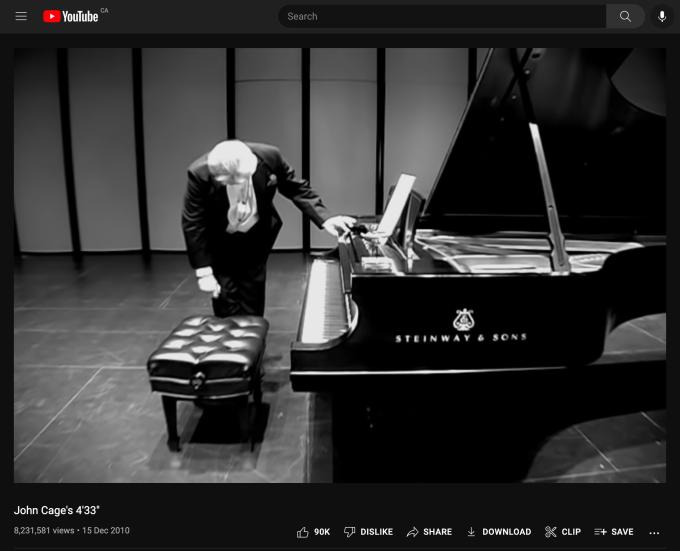 YouTube CA
Search
STEINWAY & SONS
John Cage's 4'33"
8,231,581 views • 15 Dec 2010
90K DISLIKE SHARE DOWNLOAD CLIP SAVE ...